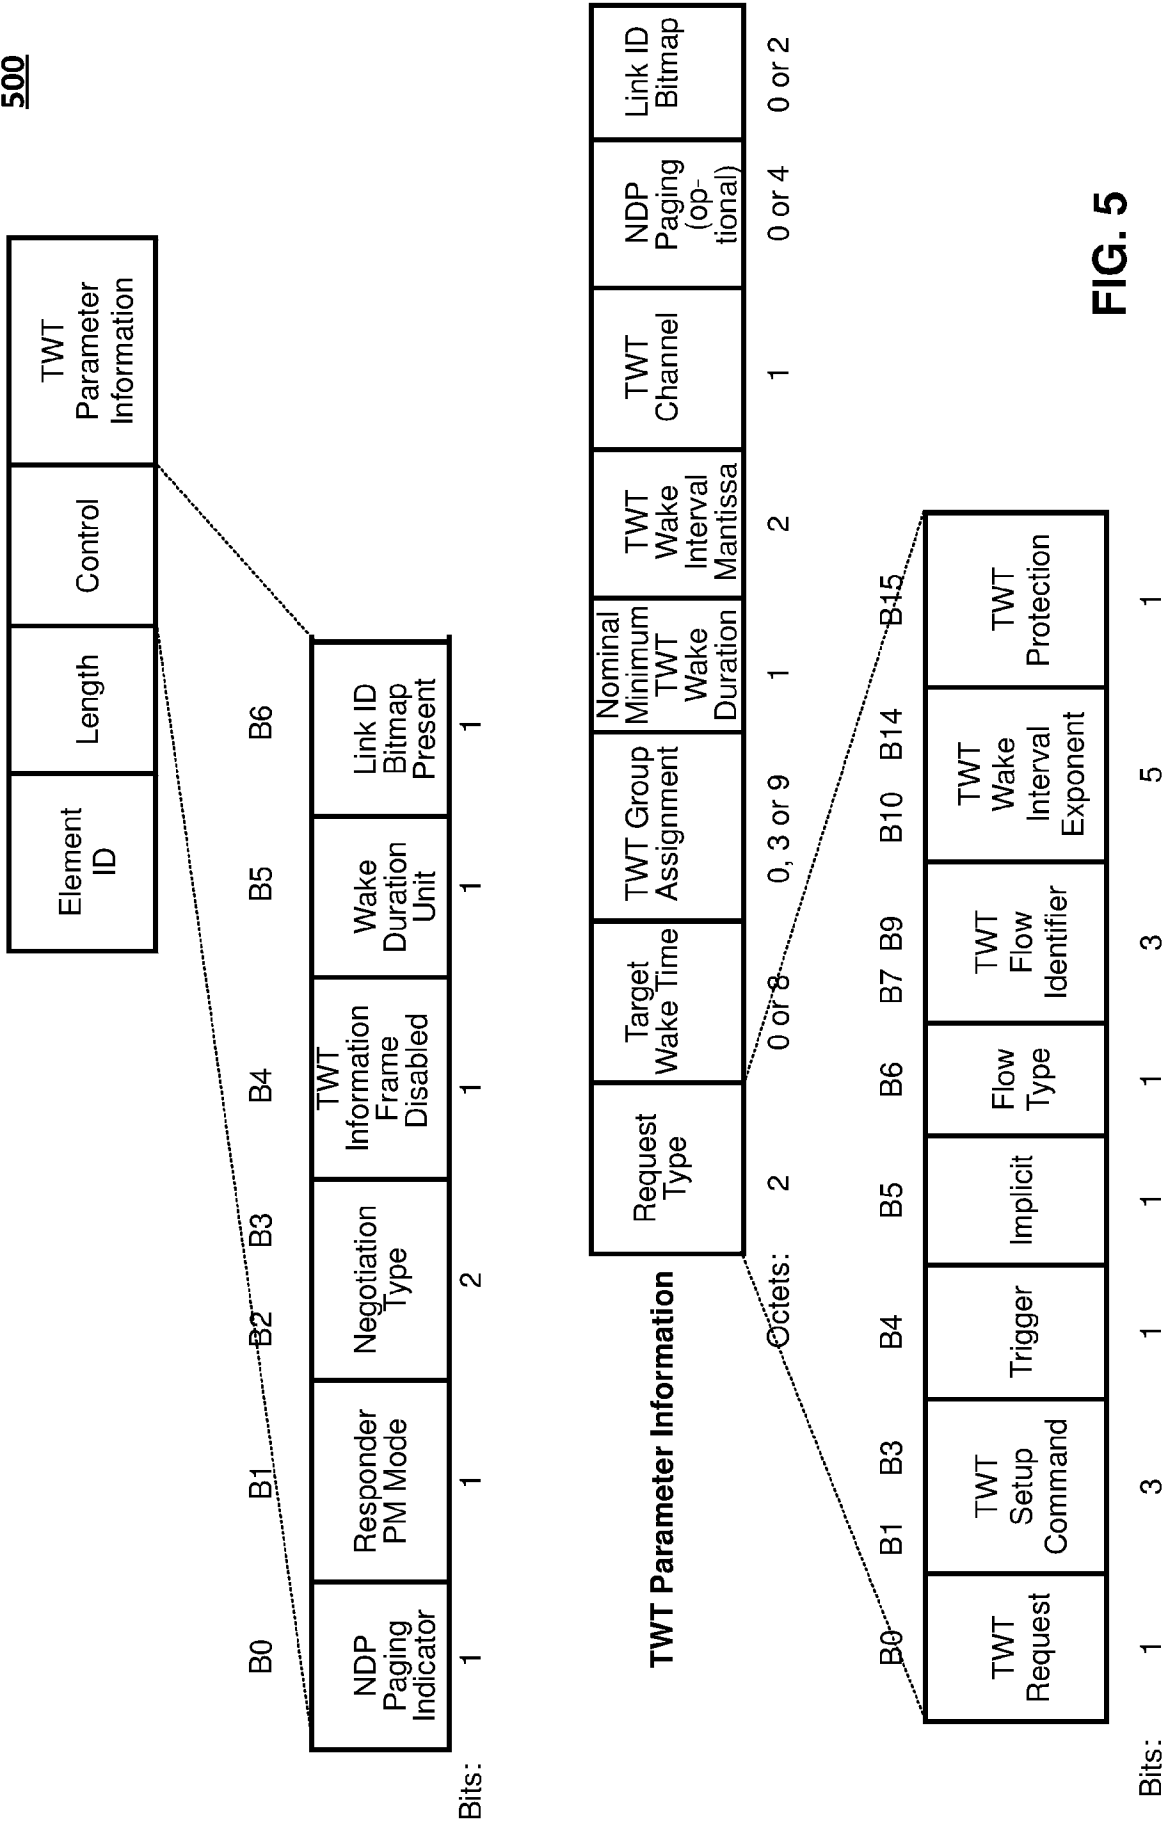 500
Element
ID
Length
Control
TWT
Parameter
Information
B0
B1
B2
B3
B4
B5
B6
NDP
Paging
Indicator
Responder
PM Mode
Negotiation
Type
TWT
Information
Frame
Disabled
Wake
Duration
Unit
Link ID
Bitmap
Present
Bits:
1
1
2
1
1
1
TWT Parameter Information
Request
Type
Target
Wake Time
TWT Group
Assignment
Nominal
Minimum
TWT
Wake
Duration
TWT
Wake
Interval
Mantissa
TWT
Channel
NDP
Paging
(op-
tional)
Link ID
Bitmap
Octets:
2
0 or 8
0, 3 or 9
1
2
1
0 or 4
0 or 2
B0
B1
B3
B4
B5
B6
B7
B9
B10
B14
B15
TWT
Request
TWT
Setup
Command
Trigger
Implicit
Flow
Type
TWT
Flow
Identifier
TWT
Wake
Interval
Exponent
TWT
Protection
Bits:
1
3
1
1
1
3
5
1
FIG. 5